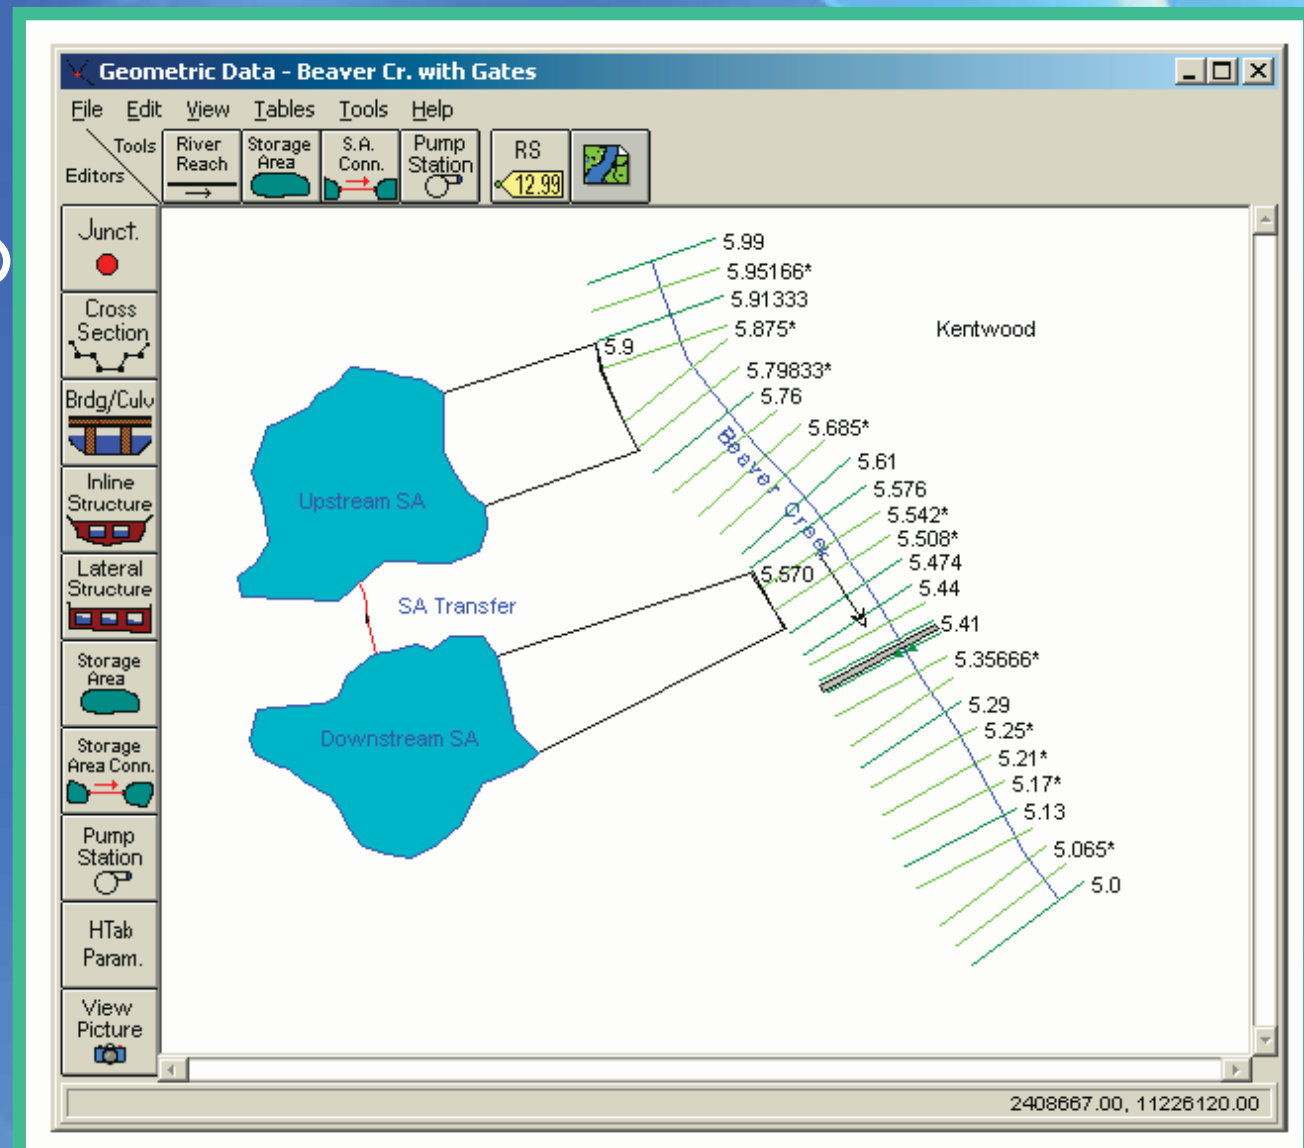 Geometric Data - Beaver Cr. with Gates
File Edit View Tables Tools Help
Tools
Editors
River
Reach
Storage
Area
S.A.
Conn.
Pump
Station
RS
12.99
Junct.
Cross
Section
Brdg/Culv
Inline
Structure
Lateral
Structure
Storage
Area
Storage
Area Conn.
Pump
Station
HTab
Param.
View
Picture
5.99
5.95166*
5.91333
5.875*
5.9
5.79833*
5.76
5.685*
5.61
5.576
5.542*
5.508*
5.474
5.570
5.44
5.41
5.35666*
5.29
5.25*
5.21*
5.17*
5.13
5.065*
5.0
Kentwood
Beaver Creek
Upstream SA
SA Transfer
Downstream SA
2408667.00, 11226120.00